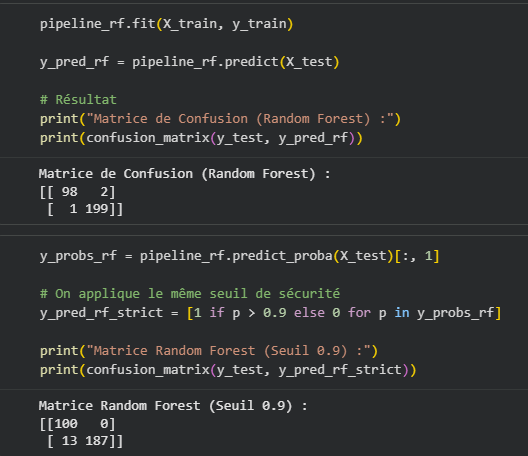 pipeline_rf.fit(X_train, y_train)
y_pred_rf = pipeline_rf.predict(X_test)
# Résultat
print("Matrice de Confusion (Random Forest) :")
print(confusion_matrix(y_test, y_pred_rf))
Matrice de Confusion (Random Forest) :
[[ 98   2]
 [  1 199]]
y_probs_rf = pipeline_rf.predict_proba(X_test)[:, 1]
# On applique le même seuil de sécurité
y_pred_rf_strict = [1 if p > 0.9 else 0 for p in y_probs_rf]
print("Matrice Random Forest (Seuil 0.9) :")
print(confusion_matrix(y_test, y_pred_rf_strict))
Matrice Random Forest (Seuil 0.9) :
[[100   0]
 [ 13 187]]